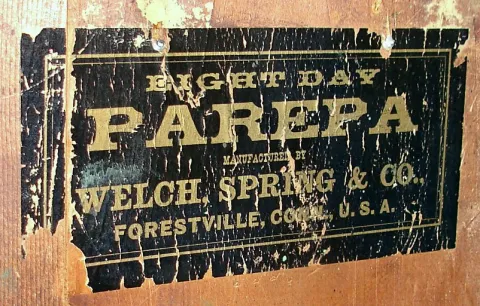 EIGHT DAY
PAREPA
MANUFACTURED BY
WELCH, SPRING & CO.,
FORESTVILLE, CONN., U.S.A.